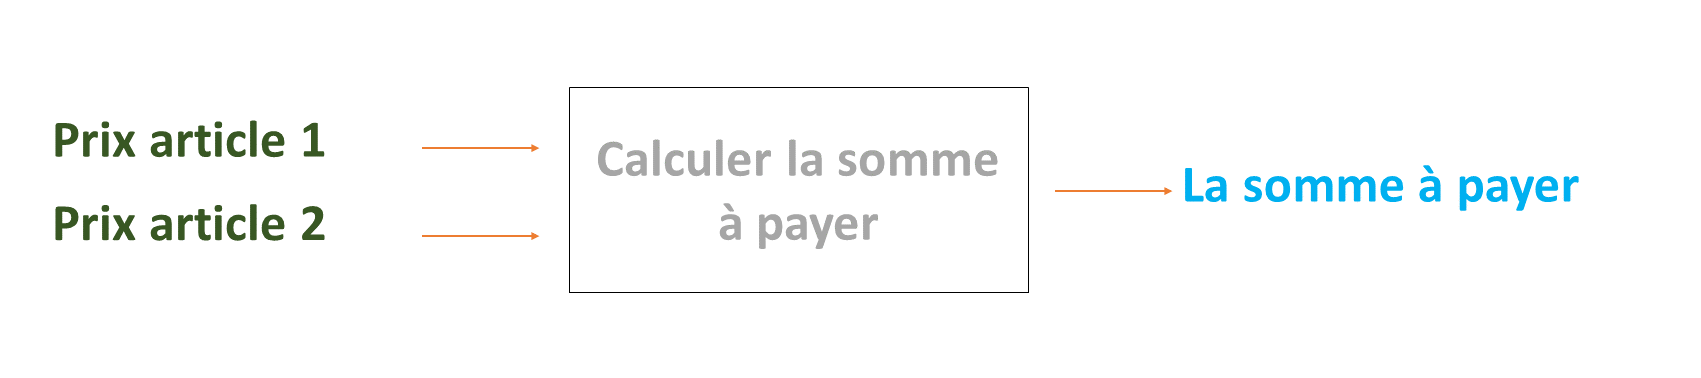 Prix article 1
Prix article 2
Calculer la somme
à payer
La somme à payer